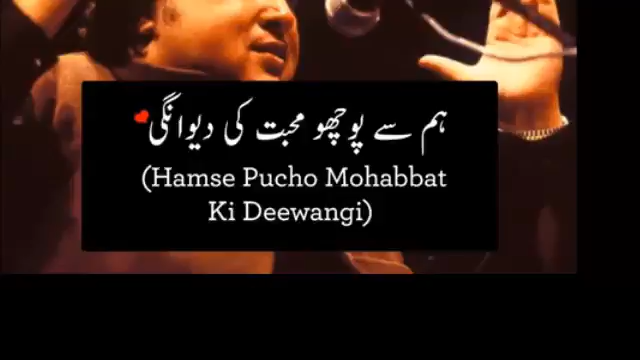 ہم سے پوچھو محبت کی دیوانگی
(Hamse Pucho Mohabbat
Ki Deewangi)